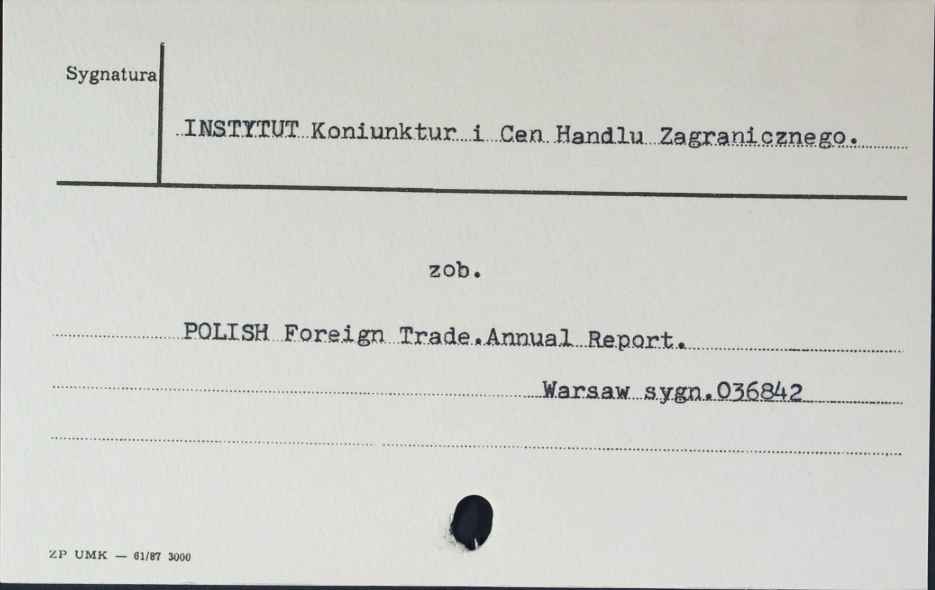 Sygnatura
INSTYTUT Koniunktur i Cen Handlu Zagranicznego.
zob.
POLISH Foreign Trade.Annual Report.
Warsaw sygn.036842
ZP UMK — 61/87 3000